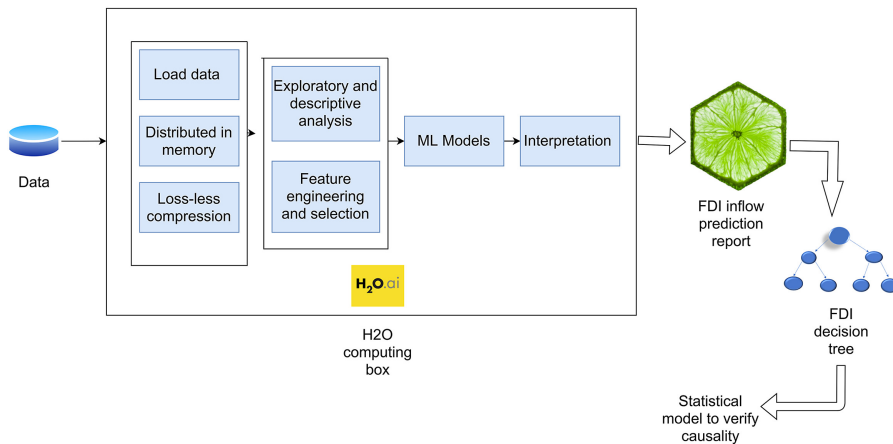 Data
Load data
Distributed in
memory
Loss-less
compression
Exploratory and
descriptive
analysis
Feature
engineering
and selection
ML Models
Interpretation
H2O.ai
H2O
computing
box
FDI inflow
prediction
report
FDI
decision
tree
Statistical
model to verify
causality